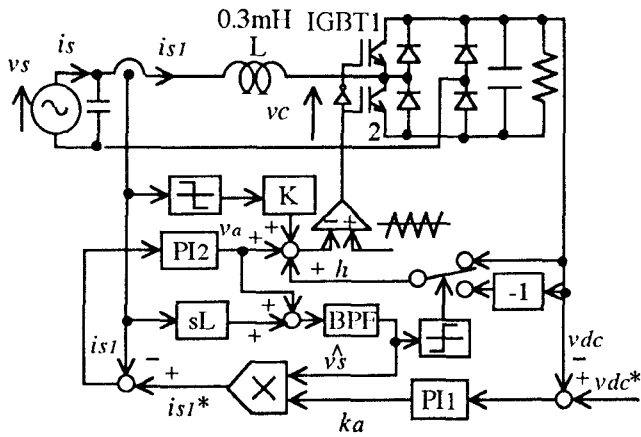 0.3mH IGBT1
is
is1
L
vs
vc
2
K
va
+
+
+
- +
PI2
+ h
-1
sL
+
+
BPF
v̂s
is1
vdc
-
+
vdc*
- +
is1*
×
ka
PI1